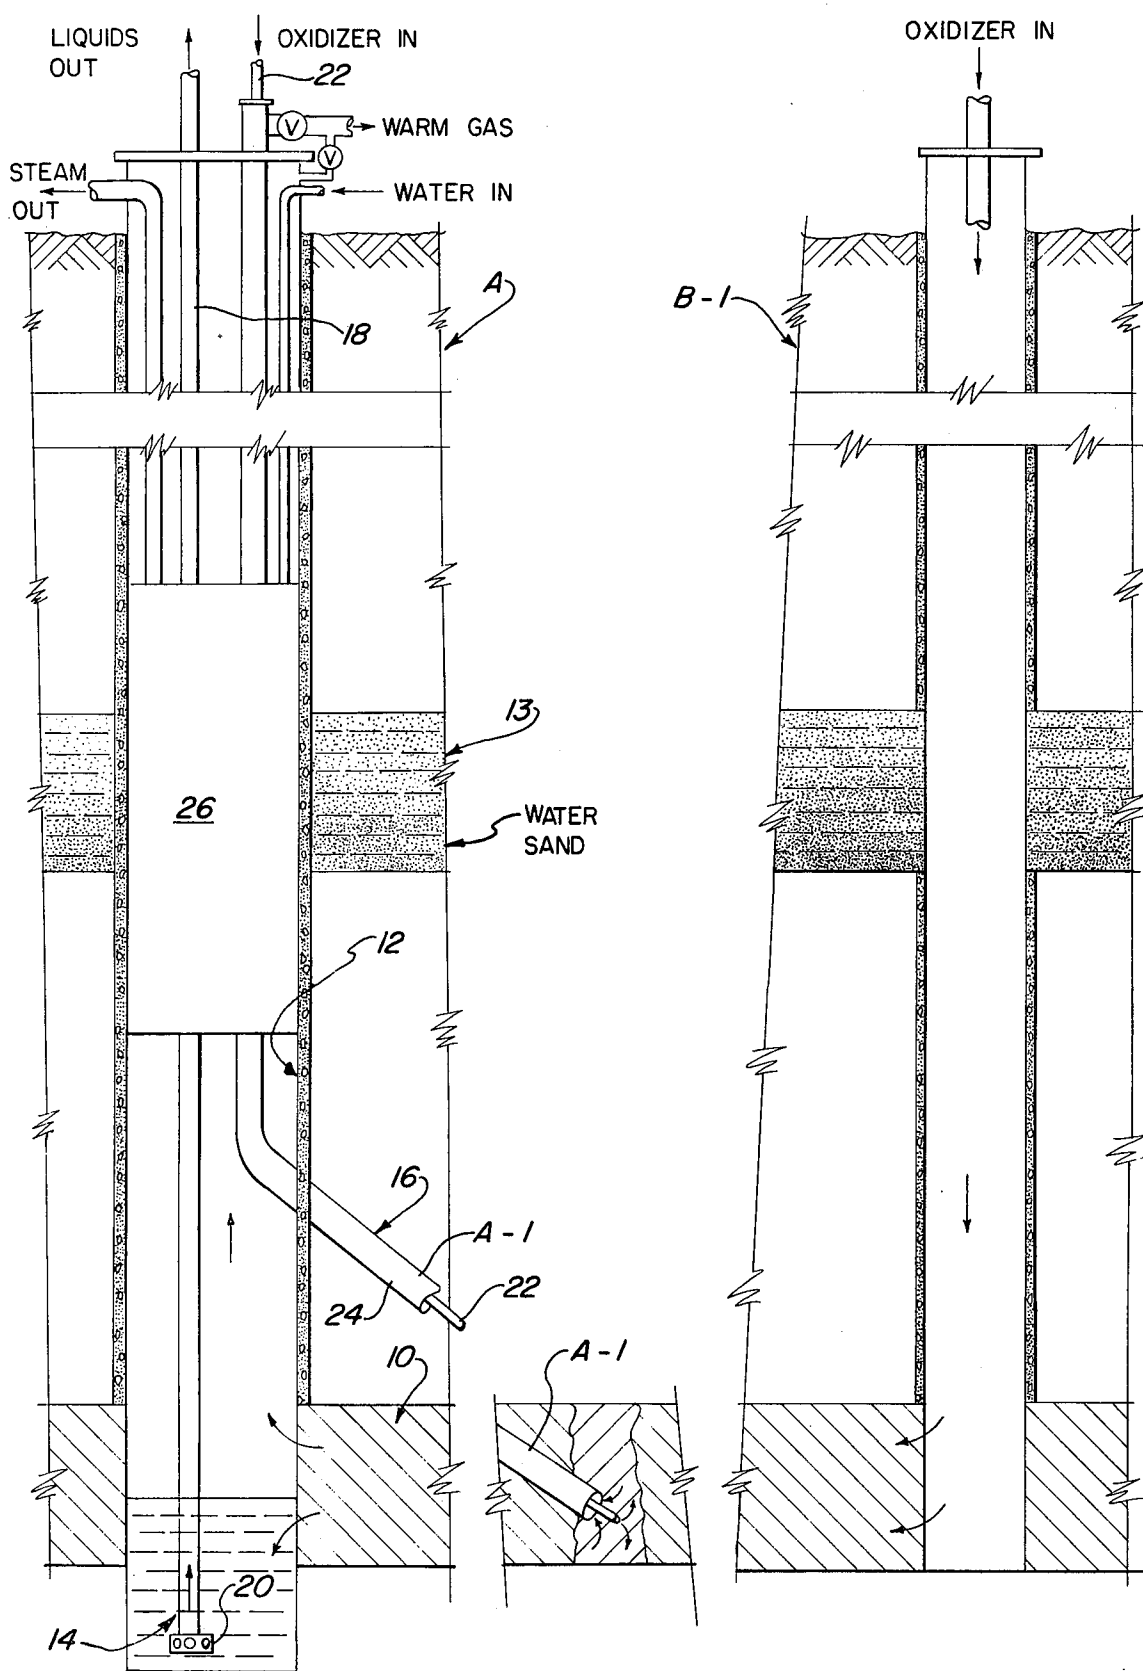 LIQUIDS
OUT
OXIDIZER IN
22
V
WARM GAS
V
STEAM
OUT
WATER IN
OXIDIZER IN
A
B-1
18
13
26
WATER
SAND
12
16
A-1
24
22
10
A-1
20
14